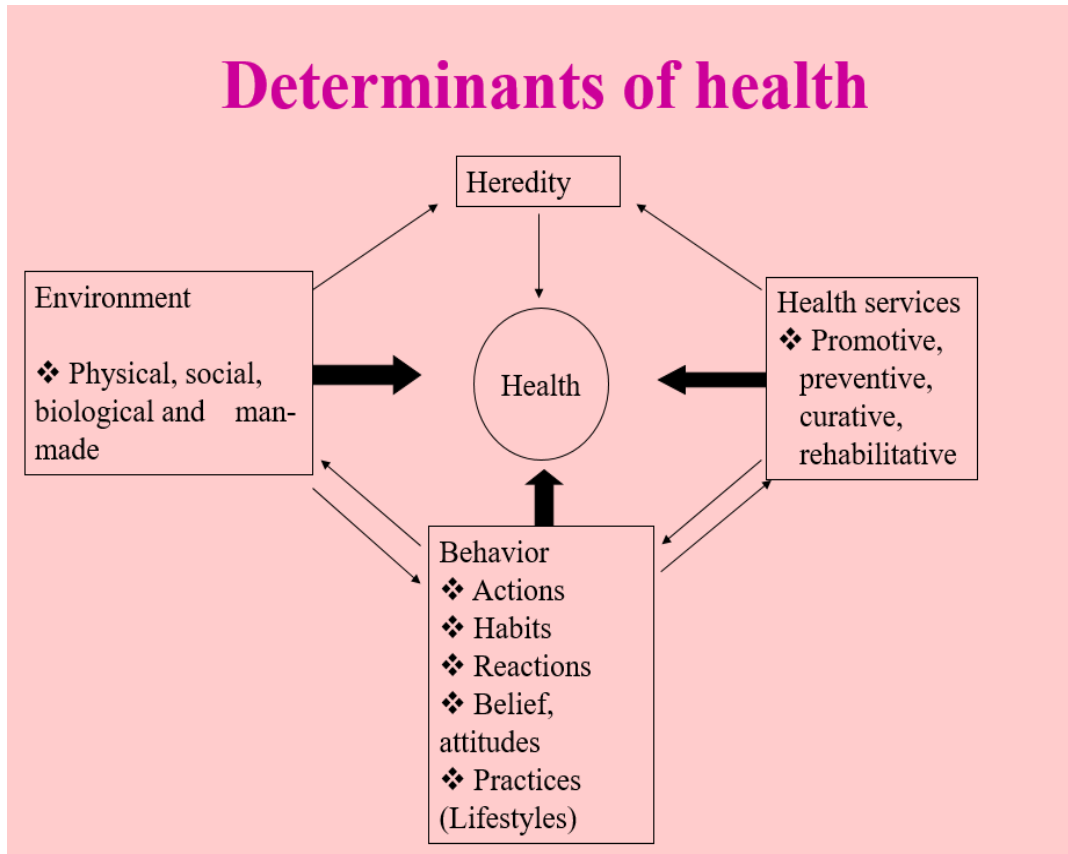 Determinants of health
Heredity
Environment
❖ Physical, social,
biological and man-
made
Health
Health services
❖ Promotive,
preventive,
curative,
rehabilitative
Behavior
❖ Actions
❖ Habits
❖ Reactions
❖ Belief,
attitudes
❖ Practices
(Lifestyles)